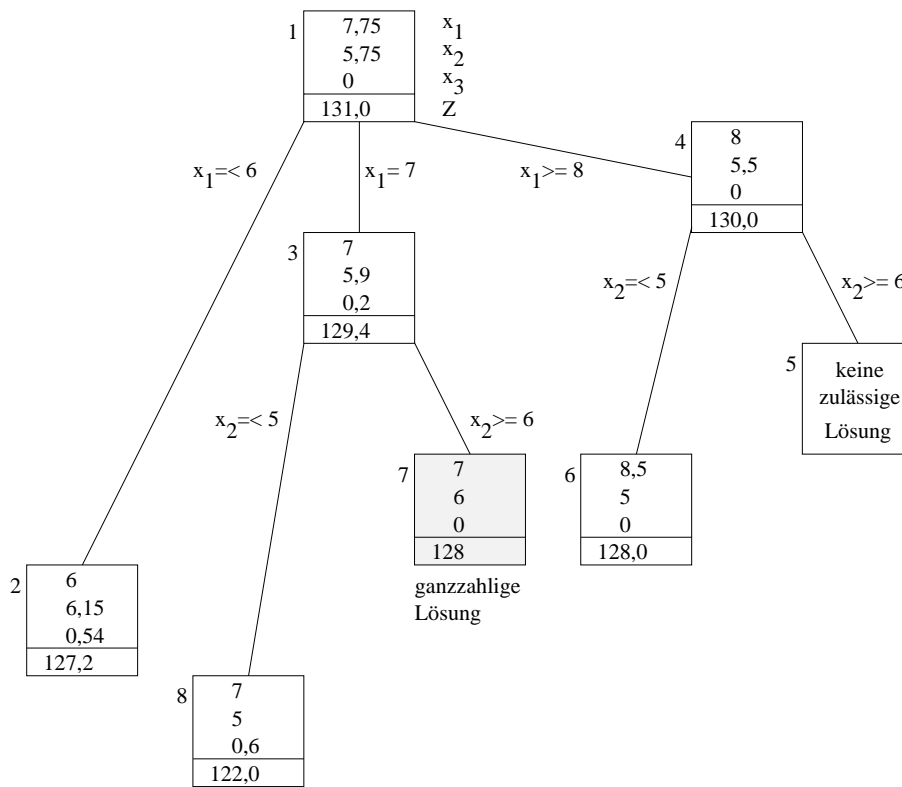 1
7,75 x1
5,75 x2
0 x3
131,0 Z
x1=< 6
x1= 7
x1>= 8
4
8
5,5
0
130,0
3
7
5,9
0,2
129,4
x2=< 5
x2>= 6
5
keine
zulässige
Lösung
x2=< 5
x2>= 6
7
7
6
0
128
ganzzahlige
Lösung
6
8,5
5
0
128,0
2
6
6,15
0,54
127,2
8
7
5
0,6
122,0